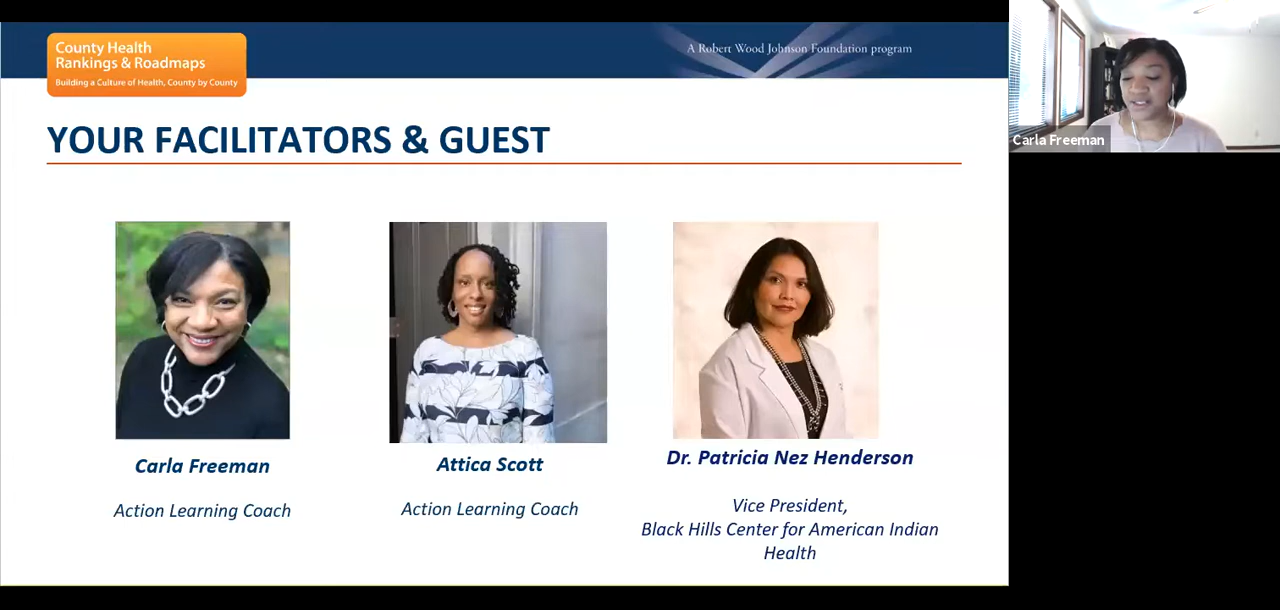 County Health
Rankings & Roadmaps
Building a Culture of Health, County by County
A Robert Wood Johnson Foundation program
Carla Freeman
YOUR FACILITATORS & GUEST
Carla Freeman
Action Learning Coach
Attica Scott
Action Learning Coach
Dr. Patricia Nez Henderson
Vice President,
Black Hills Center for American Indian
Health